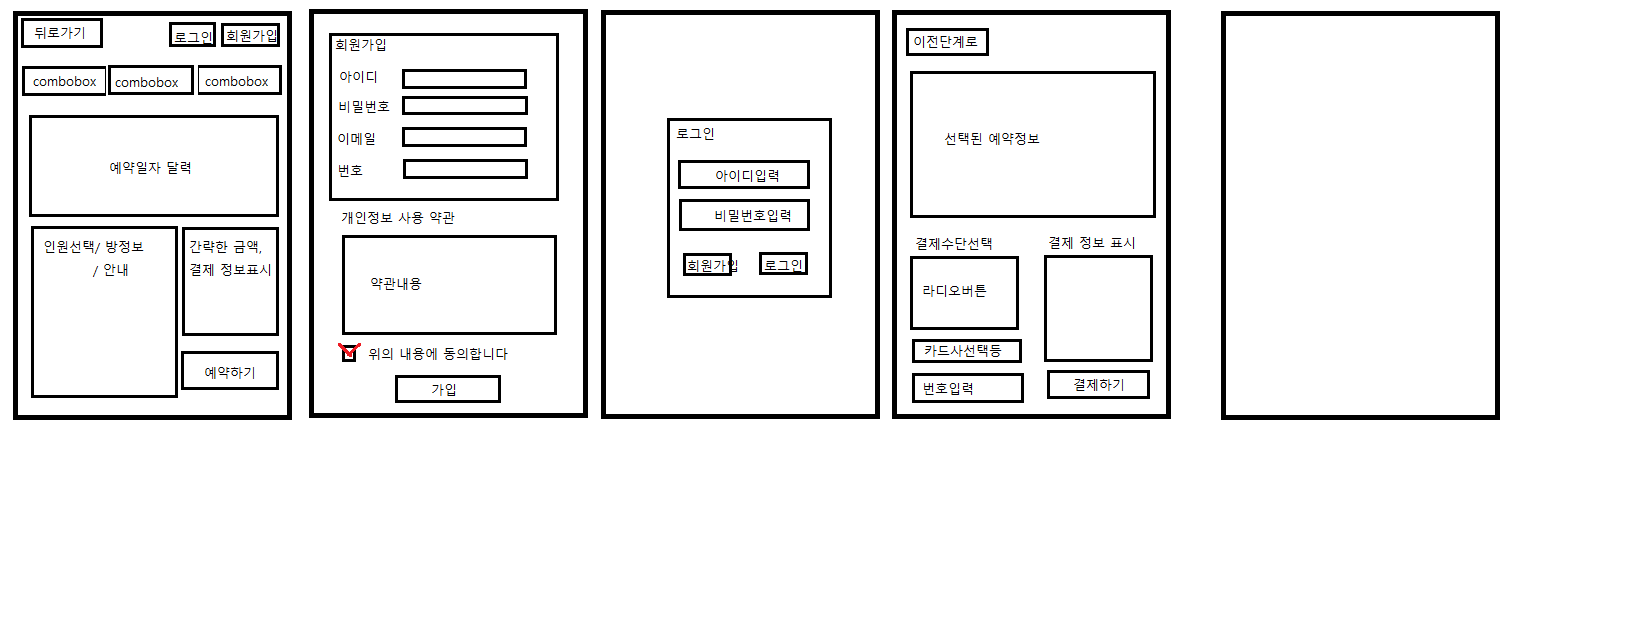 뒤로가기
로그인
회원가입
combobox
combobox
combobox
예약일자 달력
인원선택/ 방정보
/ 안내
간략한 금액,
결제 정보표시
예약하기
회원가입
아이디
비밀번호
이메일
번호
개인정보 사용 약관
약관내용
위의 내용에 동의합니다
가입
로그인
아이디입력
비밀번호입력
회원가입
로그인
이전단계로
선택된 예약정보
결제수단선택
라디오버튼
카드사선택등
번호입력
결제 정보 표시
결제하기